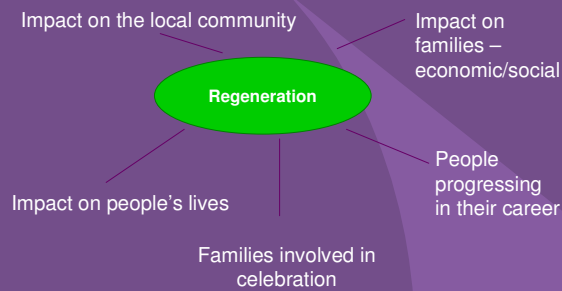 Impact on the local community
Impact on
families –
economic/social
Regeneration
People
progressing
in their career
Impact on people’s lives
Families involved in
celebration